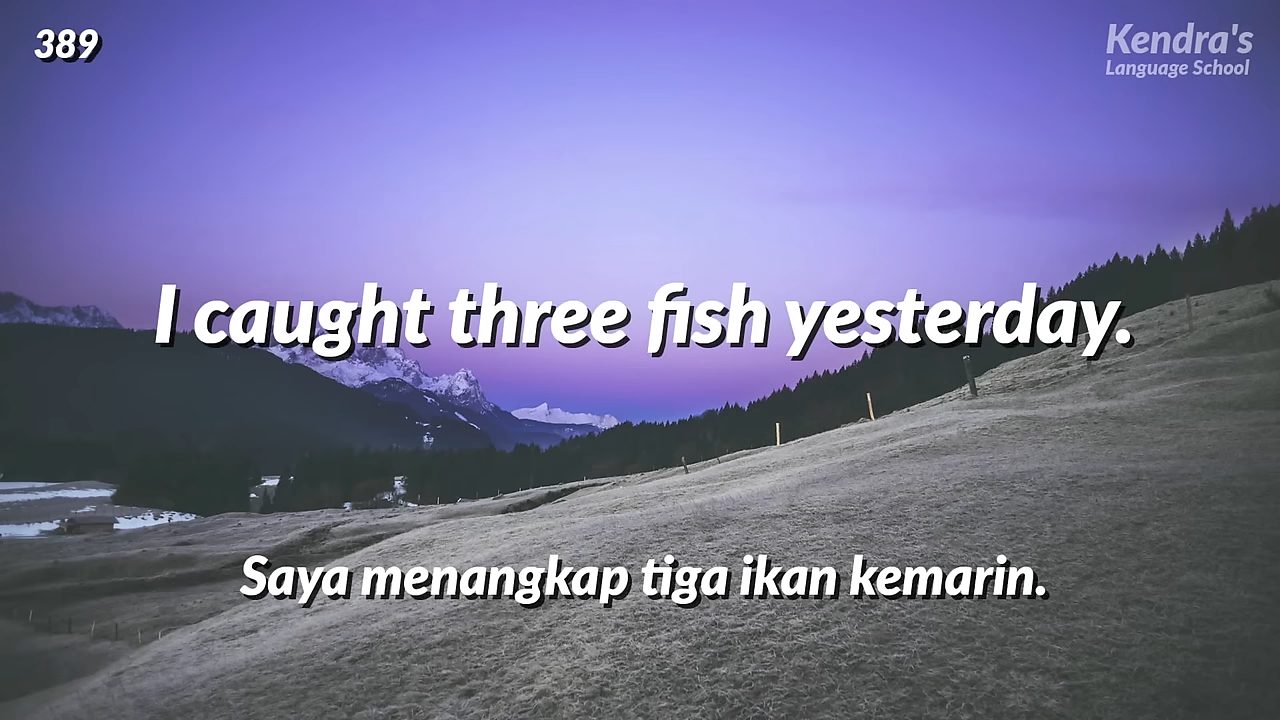 389
Kendra's
Language School
I caught three fish yesterday.
Saya menangkap tiga ikan kemarin.